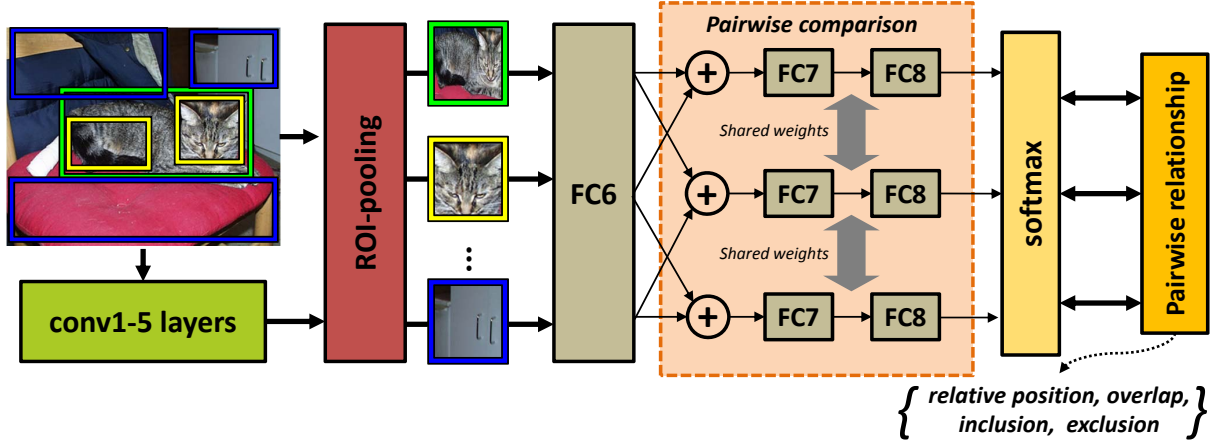 Pairwise comparison
conv1-5 layers
ROI-pooling
...
FC6
+
FC7
FC8
Shared weights
+
FC7
FC8
Shared weights
+
FC7
FC8
softmax
Pairwise relationship
{ relative position, overlap,
inclusion, exclusion }